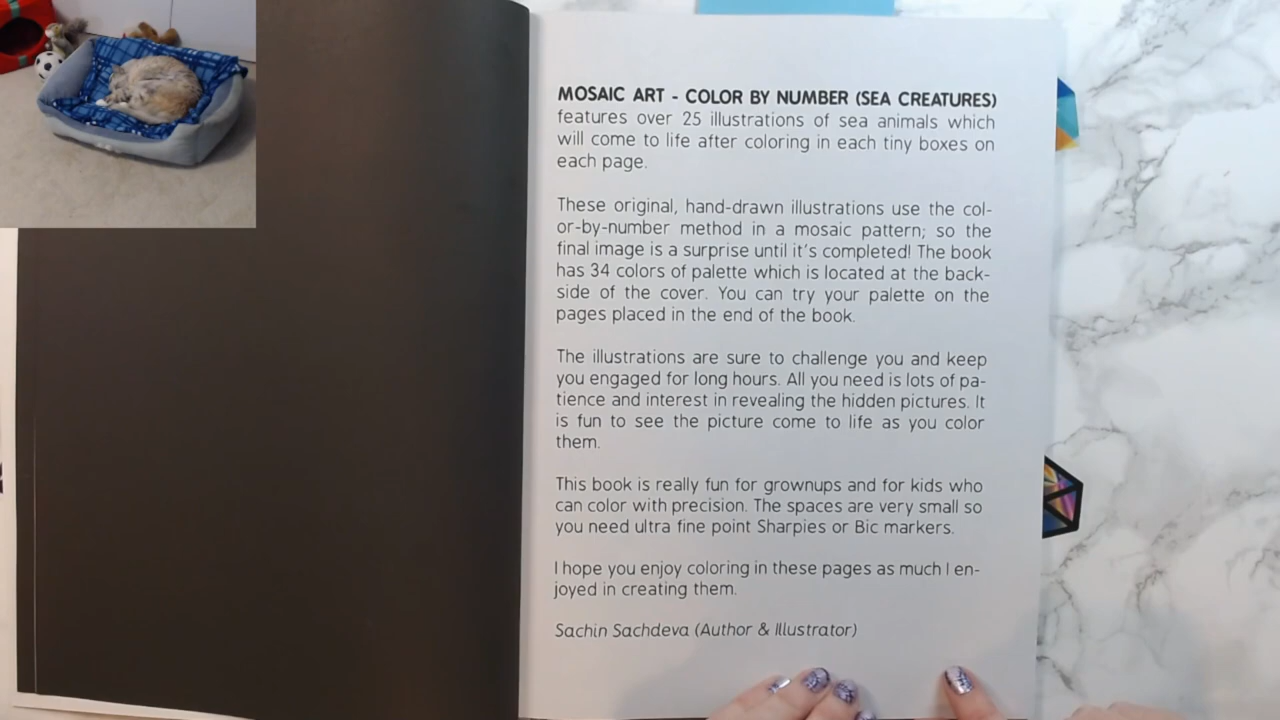 MOSAIC ART - COLOR BY NUMBER (SEA CREATURES)
features over 25 illustrations of sea animals which
will come to life after coloring in each tiny boxes on
each page.
These original, hand-drawn illustrations use the col-
or-by-number method in a mosaic pattern; so the
final image is a surprise until it's completed! The book
has 34 colors of palette which is located at the back-
side of the cover. You can try your palette on the
pages placed in the end of the book.
The illustrations are sure to challenge you and keep
you engaged for long hours. All you need is lots of pa-
tience and interest in revealing the hidden pictures. It
is fun to see the picture come to life as you color
them.
This book is really fun for grownups and for kids who
can color with precision. The spaces are very small so
you need ultra fine point Sharpies or Bic markers.
I hope you enjoy coloring in these pages as much I en-
joyed in creating them.
Sachin Sachdeva (Author & Illustrator)